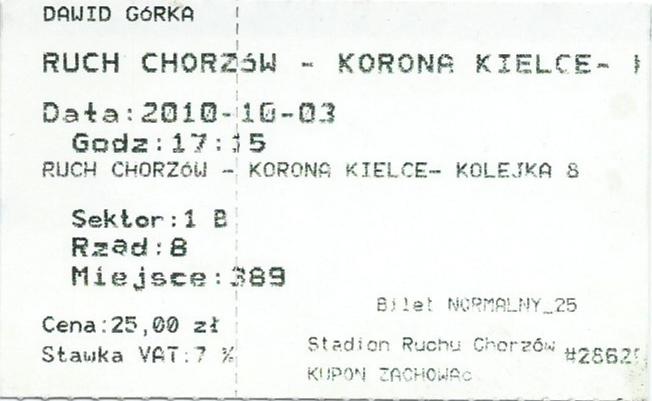 DAWID GóRKA
RUCH CHORZóW - KORONA KIELCE-
Data:2010-10-03
Godz:17:15
RUCH CHORZóW - KORONA KIELCE- KOLEJKA 8
Sektor:1 B
Rzad:8
Miejsce:389
Bilet NORMALNY_25
Cena:25,00 zł
Stadion Ruchu Chorzów #28625
Stawka VAT:7 %
KUPON ZACHOWAć